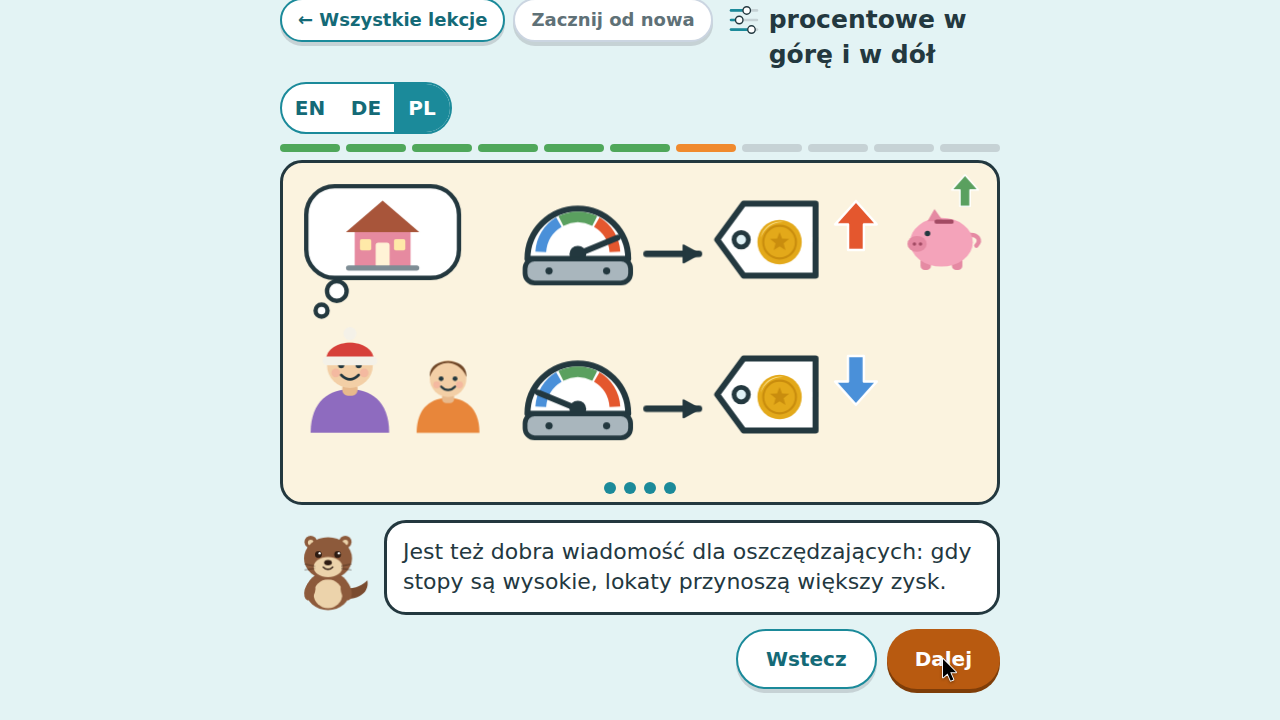 ← Wszystkie lekcje
Zacznij od nowa
procentowe w
górę i w dół
EN DE PL
Jest też dobra wiadomość dla oszczędzających: gdy
stopy są wysokie, lokaty przynoszą większy zysk.
Wstecz
Dalej